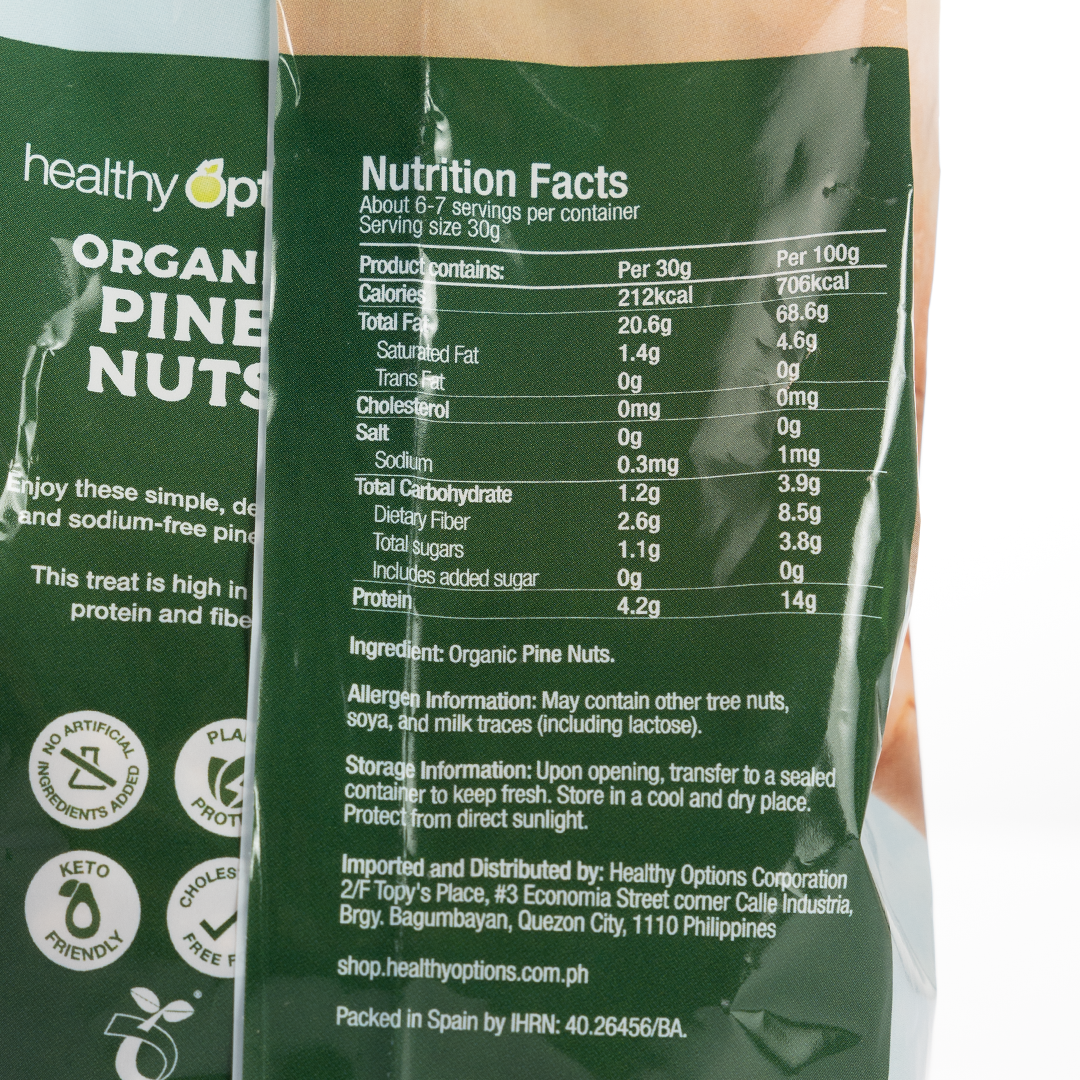 healthy
ORGAN
PINE
NUTS
Enjoy these simple, de
and sodium-free pine
This treat is high in
protein and fibe
NO ARTIFICIAL
INGREDIENTS ADDED
PLA
PROT
KETO
FRIENDLY
CHOLES
FREE F
Nutrition Facts
About 6-7 servings per container
Serving size 30g
Product contains: Per 30g Per 100g
Calories 212kcal 706kcal
Total Fat 20.6g 68.6g
Saturated Fat 1.4g 4.6g
Trans Fat 0g 0g
Cholesterol 0mg 0mg
Salt 0g 0g
Sodium 0.3mg 1mg
Total Carbohydrate 1.2g 3.9g
Dietary Fiber 2.6g 8.5g
Total sugars 1.1g 3.8g
Includes added sugar 0g 0g
Protein 4.2g 14g
Ingredient: Organic Pine Nuts.
Allergen Information: May contain other tree nuts,
soya, and milk traces (including lactose).
Storage Information: Upon opening, transfer to a sealed
container to keep fresh. Store in a cool and dry place.
Protect from direct sunlight.
Imported and Distributed by: Healthy Options Corporation
2/F Topy's Place, #3 Economia Street corner Calle Industria,
Brgy. Bagumbayan, Quezon City, 1110 Philippines
shop.healthyoptions.com.ph
Packed in Spain by IHRN: 40.26456/BA.